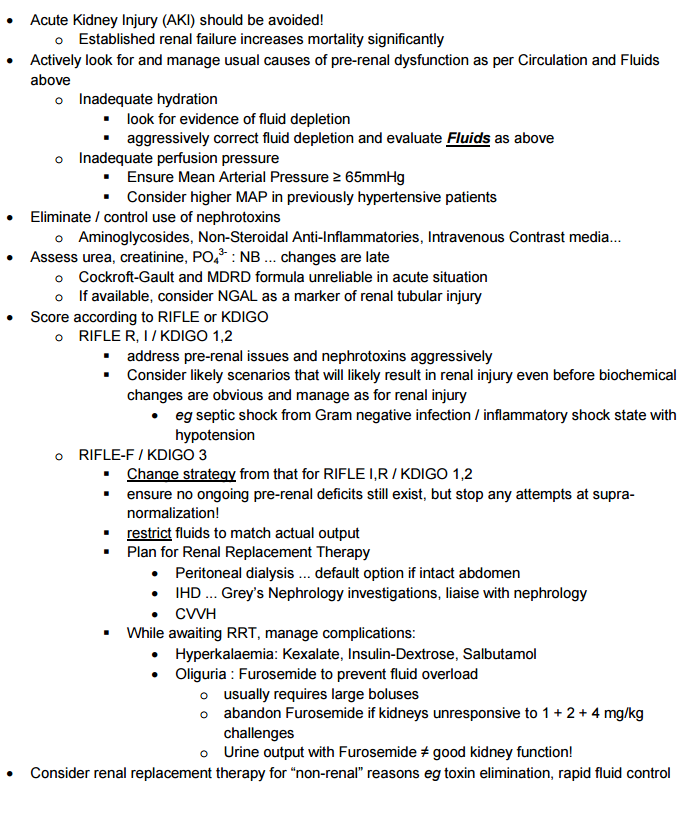 • Acute Kidney Injury (AKI) should be avoided!
o Established renal failure increases mortality significantly
• Actively look for and manage usual causes of pre-renal dysfunction as per Circulation and Fluids
above
o Inadequate hydration
▪ look for evidence of fluid depletion
▪ aggressively correct fluid depletion and evaluate Fluids as above
o Inadequate perfusion pressure
▪ Ensure Mean Arterial Pressure ≥ 65mmHg
▪ Consider higher MAP in previously hypertensive patients
• Eliminate / control use of nephrotoxins
o Aminoglycosides, Non-Steroidal Anti-Inflammatories, Intravenous Contrast media...
• Assess urea, creatinine, PO₄³⁻ : NB ... changes are late
o Cockroft-Gault and MDRD formula unreliable in acute situation
o If available, consider NGAL as a marker of renal tubular injury
• Score according to RIFLE or KDIGO
o RIFLE R, I / KDIGO 1,2
▪ address pre-renal issues and nephrotoxins aggressively
▪ Consider likely scenarios that will likely result in renal injury even before biochemical
changes are obvious and manage as for renal injury
• eg septic shock from Gram negative infection / inflammatory shock state with
hypotension
o RIFLE-F / KDIGO 3
▪ Change strategy from that for RIFLE I,R / KDIGO 1,2
▪ ensure no ongoing pre-renal deficits still exist, but stop any attempts at supra-
normalization!
▪ restrict fluids to match actual output
▪ Plan for Renal Replacement Therapy
• Peritoneal dialysis ... default option if intact abdomen
• IHD ... Grey's Nephrology investigations, liaise with nephrology
• CVVH
▪ While awaiting RRT, manage complications:
• Hyperkalaemia: Kexalate, Insulin-Dextrose, Salbutamol
• Oliguria : Furosemide to prevent fluid overload
o usually requires large boluses
o abandon Furosemide if kidneys unresponsive to 1 + 2 + 4 mg/kg
challenges
o Urine output with Furosemide ≠ good kidney function!
• Consider renal replacement therapy for “non-renal” reasons eg toxin elimination, rapid fluid control